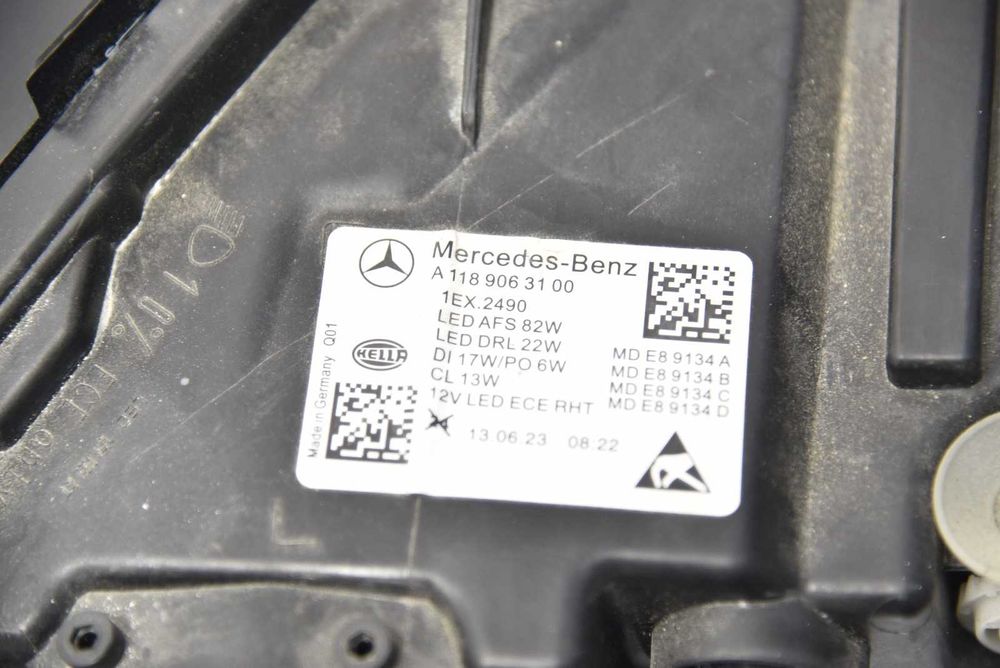 Mercedes-Benz
A 118 906 31 00
1EX.2490
LED AFS 82W
LED DRL 22W
DI 17W/PO 6W
CL 13W
12V LED ECE RHT
MD E8 9134 A
MD E8 9134 B
MD E8 9134 C
MD E8 9134 D
HELLA
Made in Germany Q01
13.06.23 08:22
L